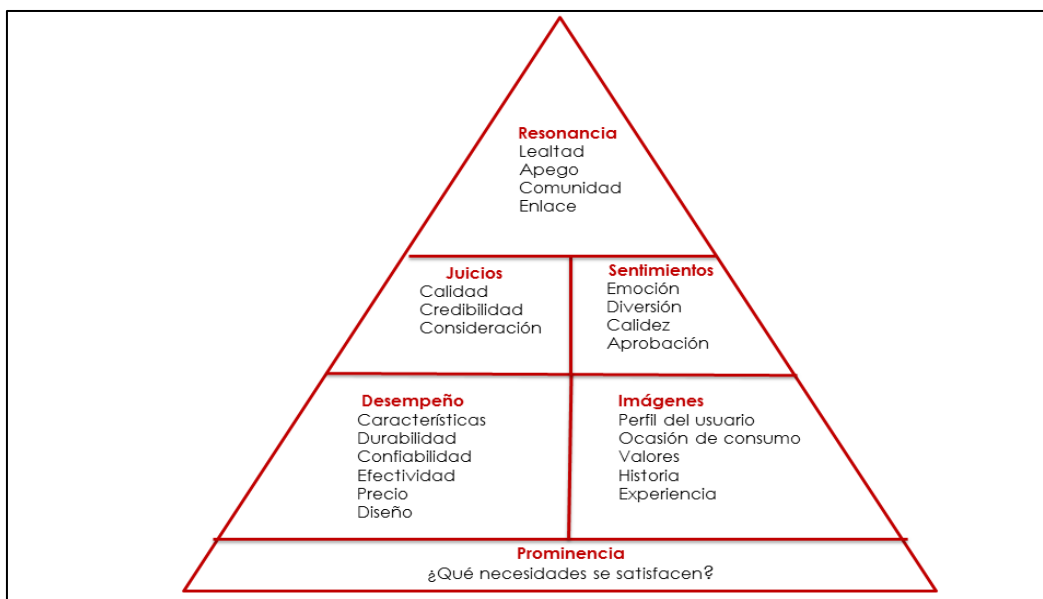 Resonancia
Lealtad
Apego
Comunidad
Enlace
Juicios
Calidad
Credibilidad
Consideración
Sentimientos
Emoción
Diversión
Calidez
Aprobación
Desempeño
Características
Durabilidad
Confiabilidad
Efectividad
Precio
Diseño
Imágenes
Perfil del usuario
Ocasión de consumo
Valores
Historia
Experiencia
Prominencia
¿Qué necesidades se satisfacen?